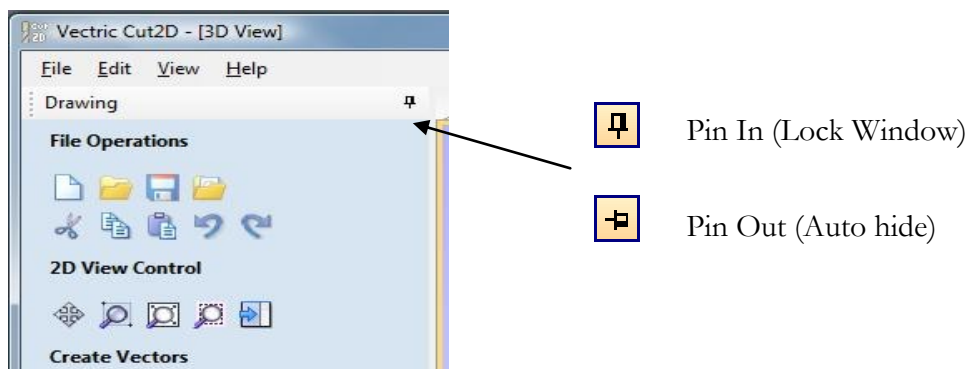 Vectric Cut2D - [3D View]
File Edit View Help
Drawing
File Operations
2D View Control
Create Vectors
Pin In (Lock Window)
Pin Out (Auto hide)